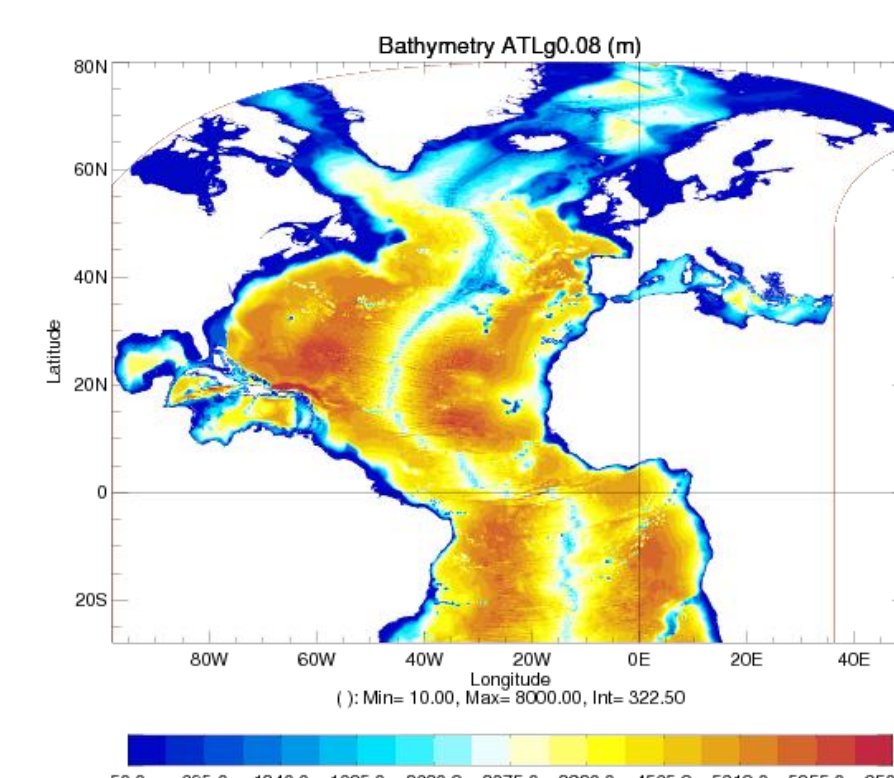 Bathymetry ATLg0.08 (m)
80N
60N
40N
20N
0
20S
Latitude
80W 60W 40W 20W 0E 20E 40E
Longitude
( ): Min= 10.00, Max= 8000.00, Int= 322.50